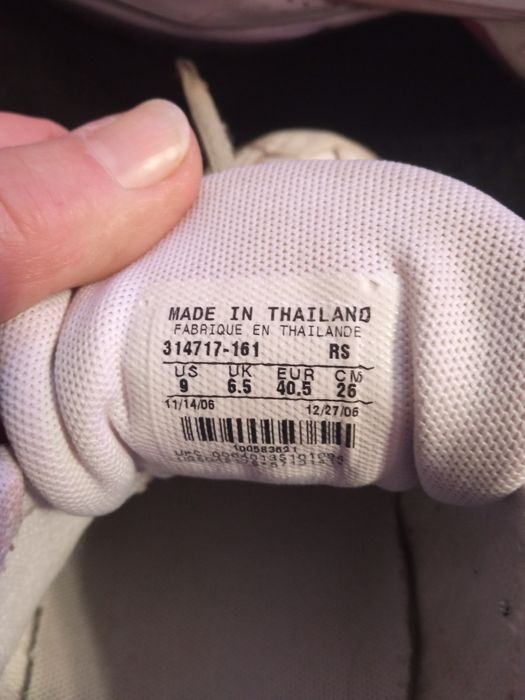 MADE IN THAILAND
FABRIQUE EN THAILANDE
314717-161 RS
US UK EUR CM
9 6.5 40.5 26
11/14/06 12/27/06